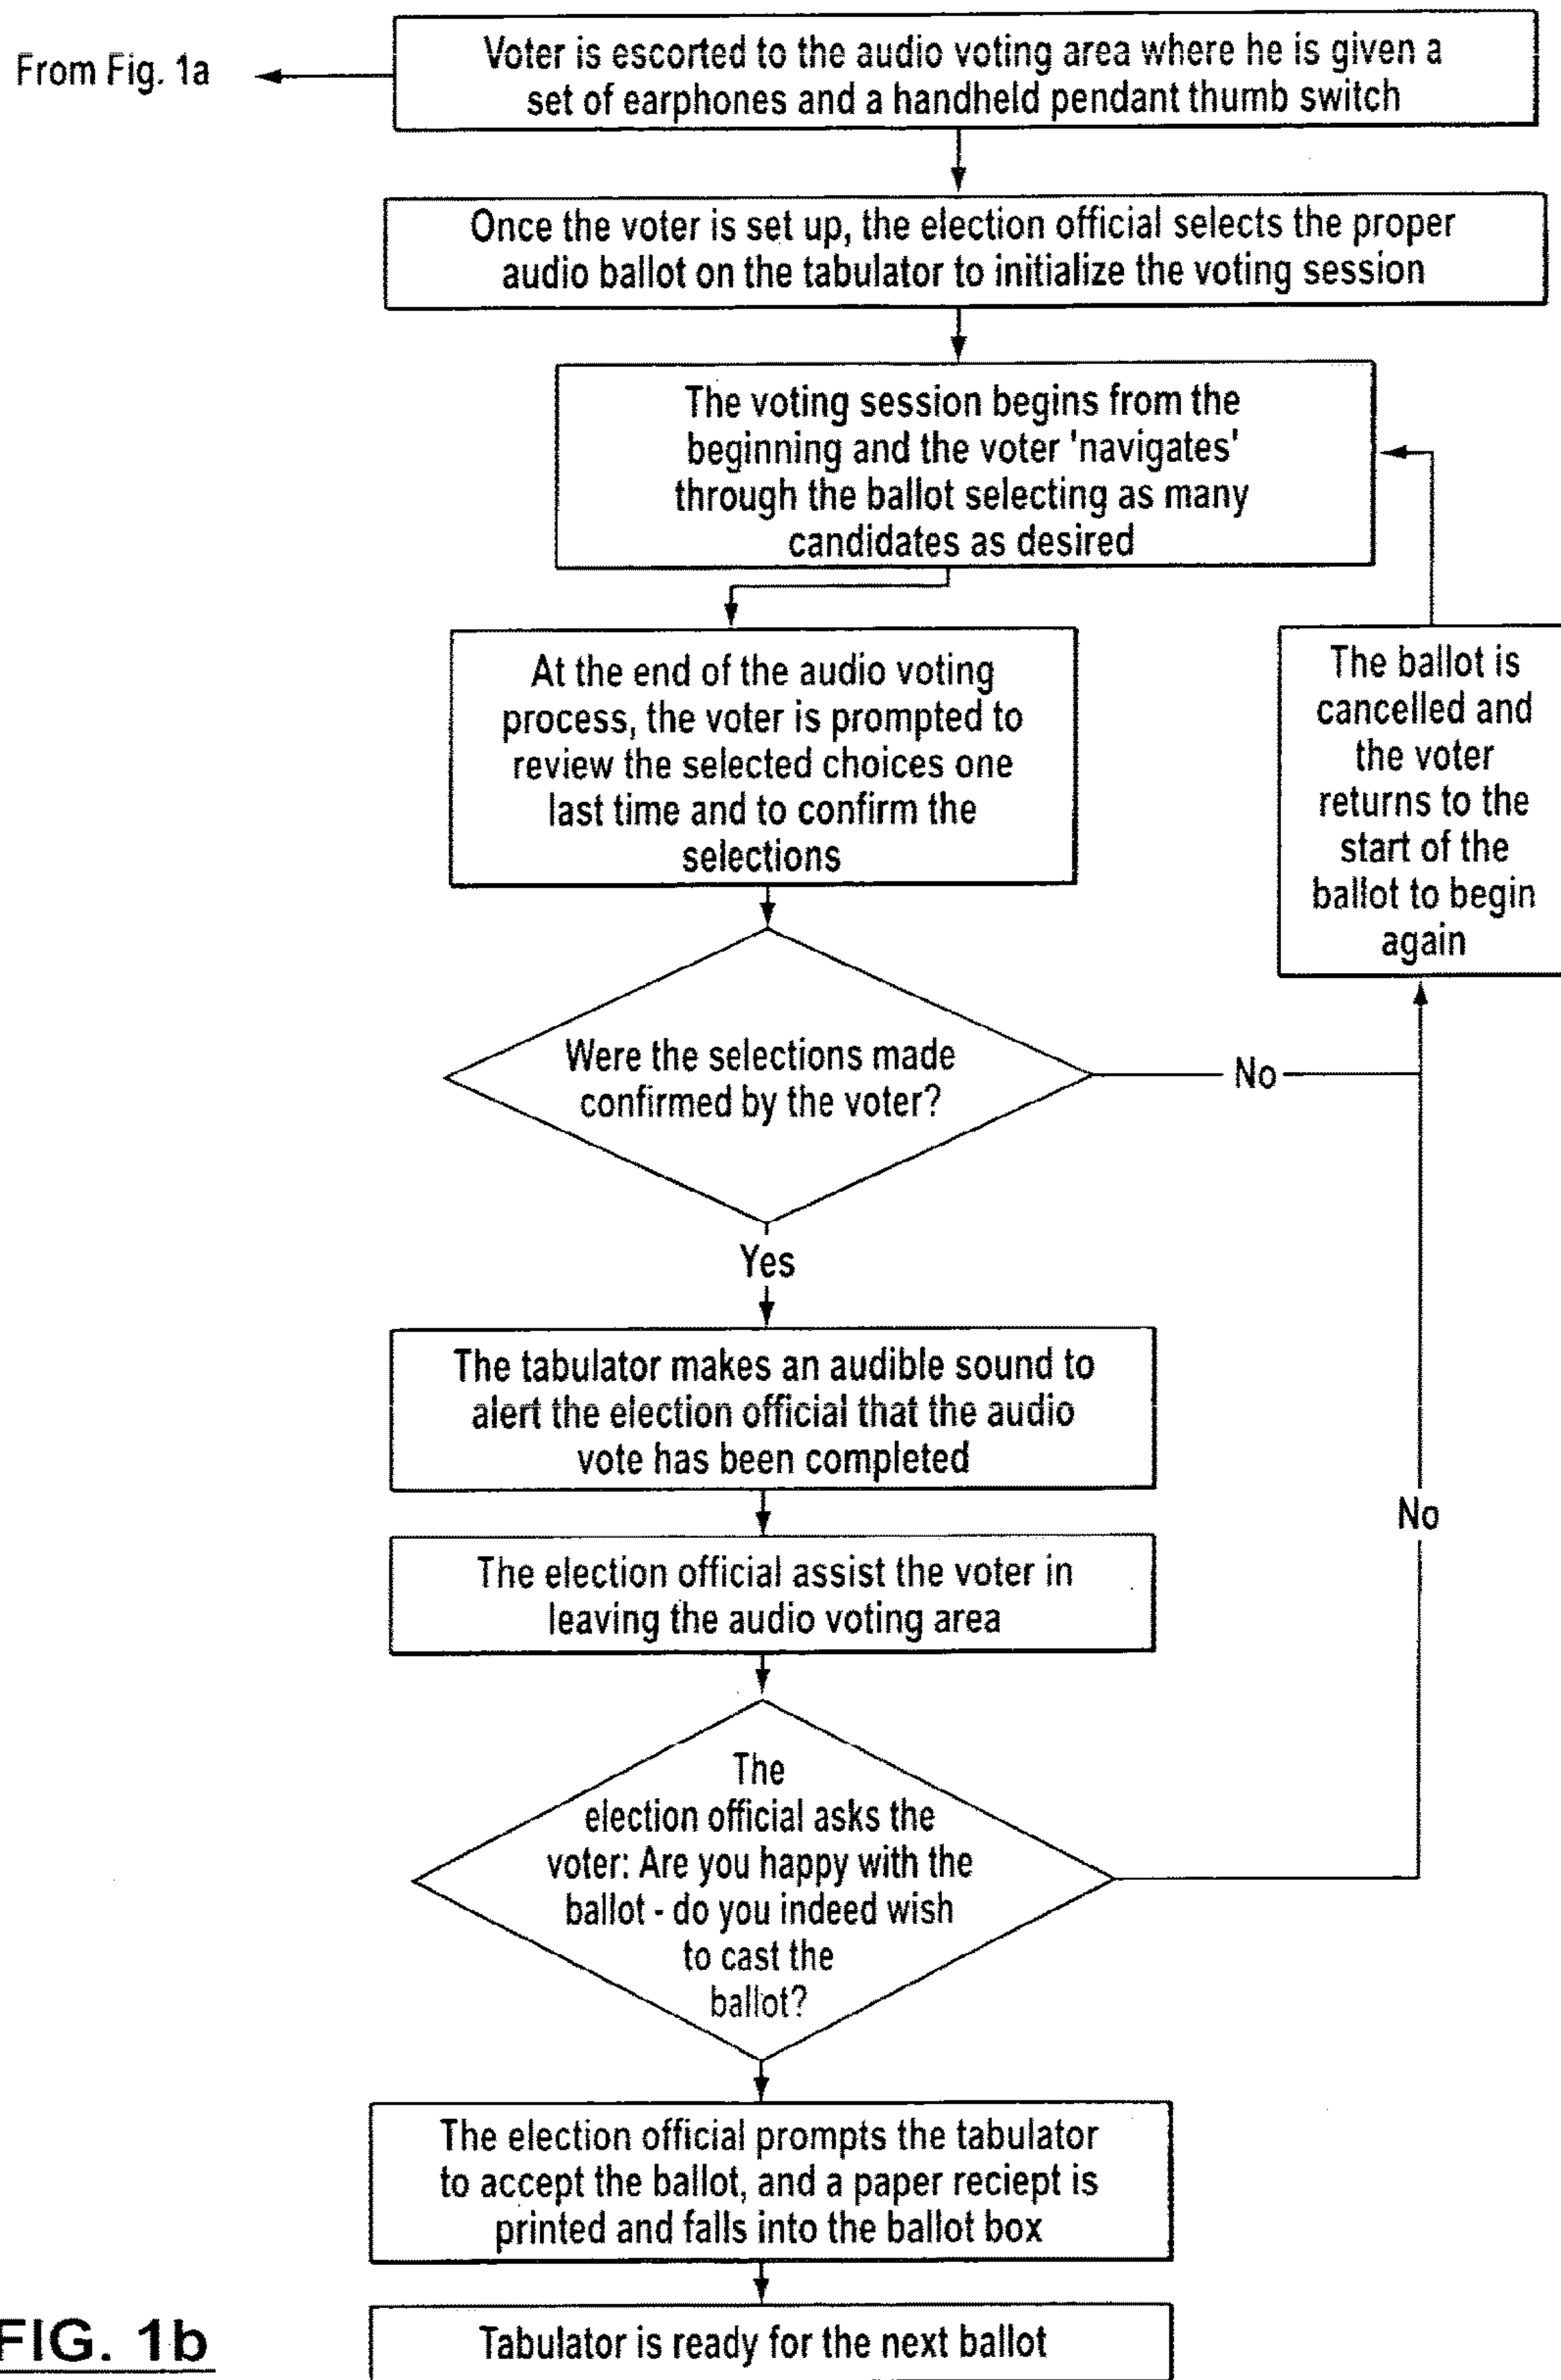 From Fig. 1a
Voter is escorted to the audio voting area where he is given a
set of earphones and a handheld pendant thumb switch
Once the voter is set up, the election official selects the proper
audio ballot on the tabulator to initialize the voting session
The voting session begins from the
beginning and the voter 'navigates'
through the ballot selecting as many
candidates as desired
At the end of the audio voting
process, the voter is prompted to
review the selected choices one
last time and to confirm the
selections
The ballot is
cancelled and
the voter
returns to the
start of the
ballot to begin
again
Were the selections made
confirmed by the voter?
No
Yes
The tabulator makes an audible sound to
alert the election official that the audio
vote has been completed
No
The election official assist the voter in
leaving the audio voting area
The
election official asks the
voter: Are you happy with the
ballot - do you indeed wish
to cast the
ballot?
The election official prompts the tabulator
to accept the ballot, and a paper reciept is
printed and falls into the ballot box
Tabulator is ready for the next ballot
FIG. 1b